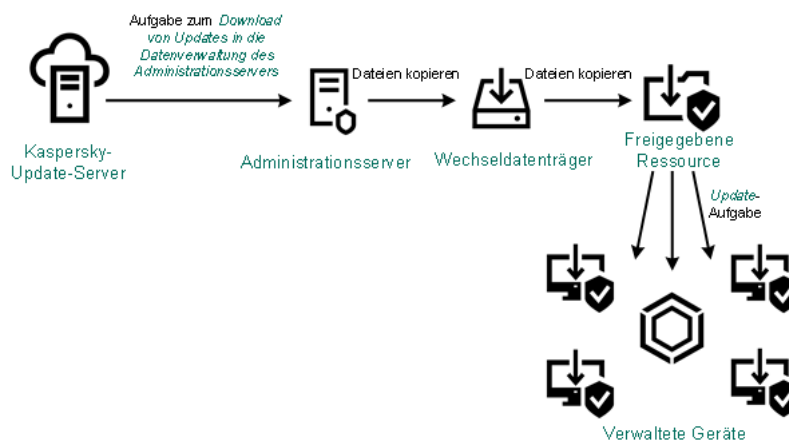 Aufgabe zum Download
von Updates in die
Datenverwaltung des
Administrationsservers
Dateien kopieren
Dateien kopieren
Kaspersky-
Update-Server
Administrationsserver
Wechseldatenträger
Freigegebene
Ressource
Update-
Aufgabe
Verwaltete Geräte